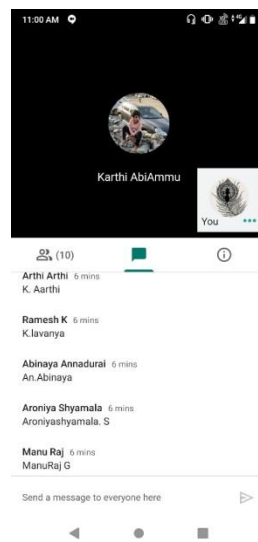 11:00 AM
Karthi AbiAmmu
You
(10)
Arthi Arthi 6 mins
K. Aarthi
Ramesh K 6 mins
K.lavanya
Abinaya Annadurai 6 mins
An.Abinaya
Aroniya Shyamala 6 mins
Aroniyashyamala. S
Manu Raj 6 mins
ManuRaj G
Send a message to everyone here